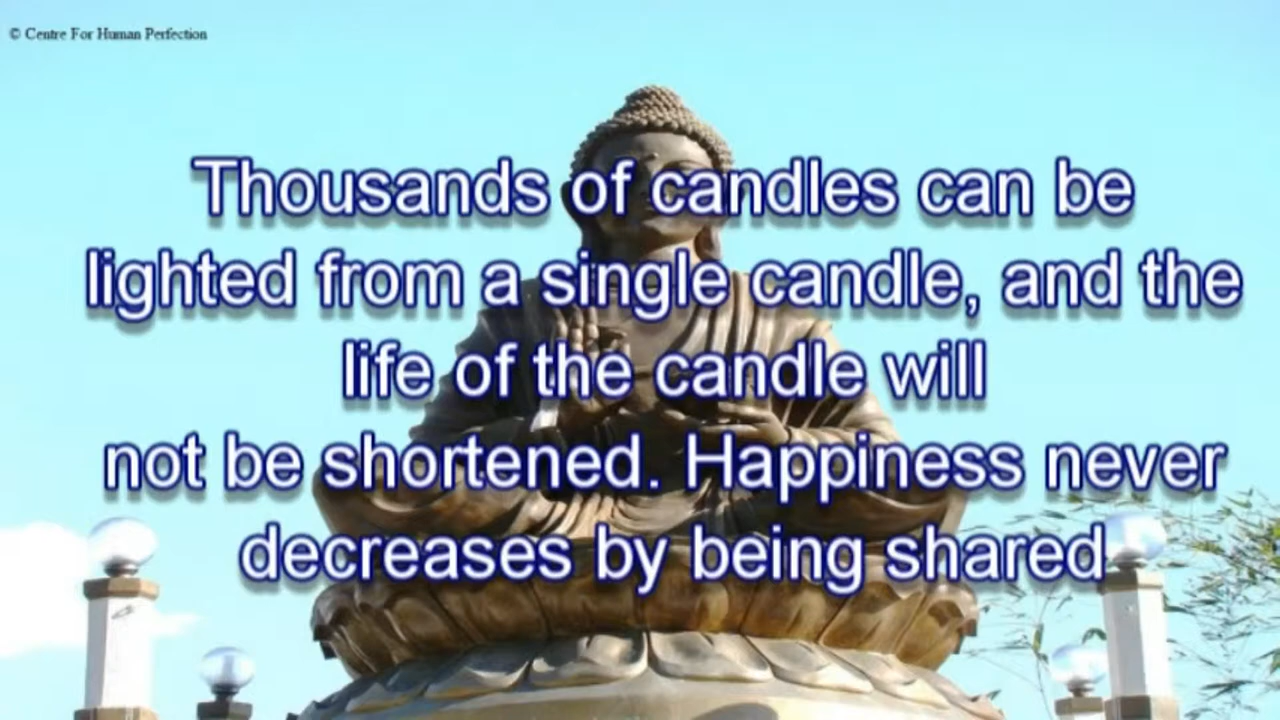 © Centre For Human Perfection
Thousands of candles can be
lighted from a single candle, and the
life of the candle will
not be shortened. Happiness never
decreases by being shared